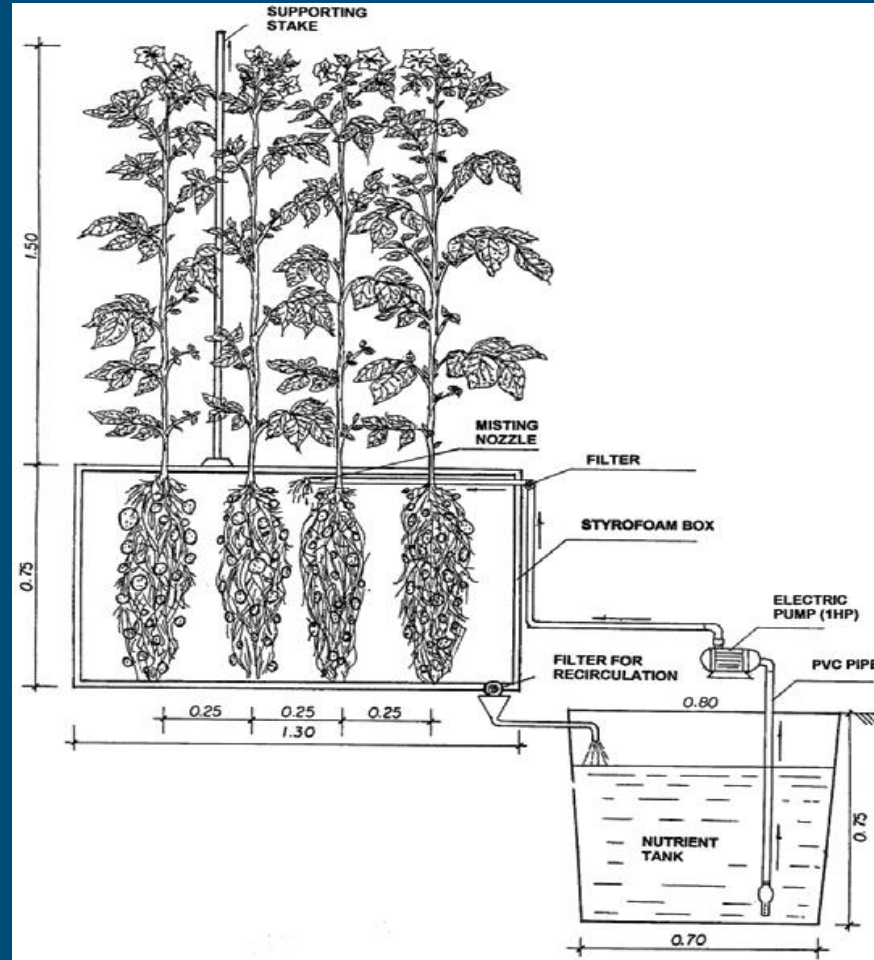 SUPPORTING
STAKE
1.50
MISTING
NOZZLE
FILTER
STYROFOAM BOX
0.75
ELECTRIC
PUMP (1HP)
FILTER FOR
RECIRCULATION
PVC PIPE
0.25
0.25
0.25
0.80
1.30
NUTRIENT
TANK
0.75
0.70